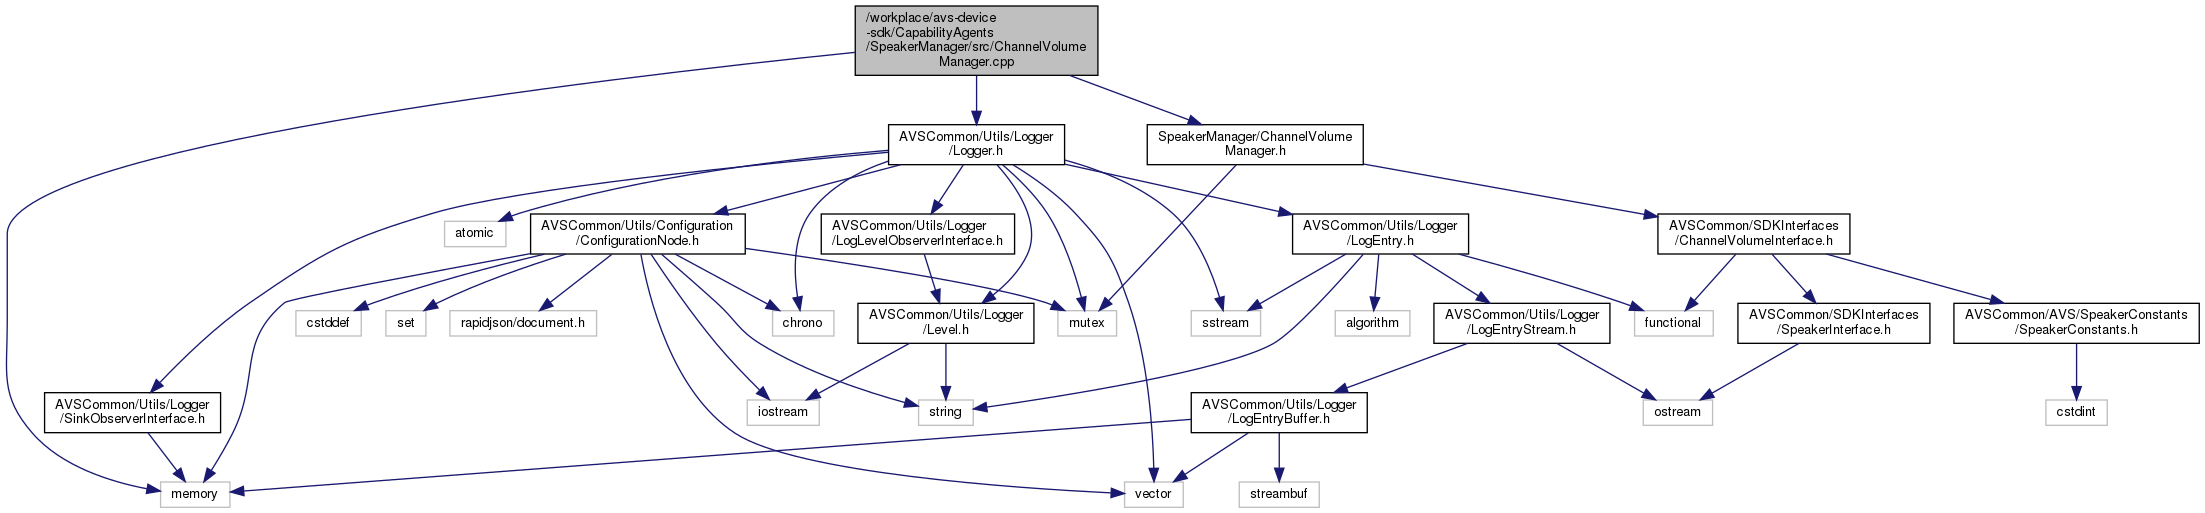 /workplace/avs-device
-sdk/CapabilityAgents
/SpeakerManager/src/ChannelVolume
Manager.cpp
AVSCommon/Utils/Logger
/Logger.h
SpeakerManager/ChannelVolume
Manager.h
atomic
AVSCommon/Utils/Configuration
/ConfigurationNode.h
AVSCommon/Utils/Logger
/LogLevelObserverInterface.h
AVSCommon/Utils/Logger
/LogEntry.h
AVSCommon/SDKInterfaces
/ChannelVolumeInterface.h
cstddef
set
rapidjson/document.h
chrono
AVSCommon/Utils/Logger
/Level.h
mutex
sstream
algorithm
AVSCommon/Utils/Logger
/LogEntryStream.h
functional
AVSCommon/SDKInterfaces
/SpeakerInterface.h
AVSCommon/AVS/SpeakerConstants
/SpeakerConstants.h
AVSCommon/Utils/Logger
/SinkObserverInterface.h
iostream
string
AVSCommon/Utils/Logger
/LogEntryBuffer.h
ostream
cstdint
memory
vector
streambuf